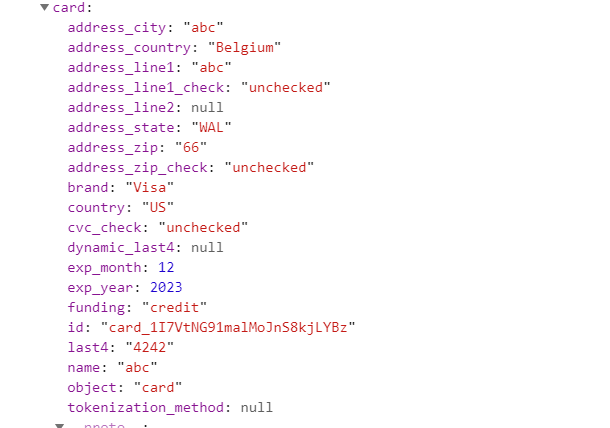 card:
address_city: "abc"
address_country: "Belgium"
address_line1: "abc"
address_line1_check: "unchecked"
address_line2: null
address_state: "WAL"
address_zip: "66"
address_zip_check: "unchecked"
brand: "Visa"
country: "US"
cvc_check: "unchecked"
dynamic_last4: null
exp_month: 12
exp_year: 2023
funding: "credit"
id: "card_1I7VtNG91malMoJnS8kjLYBz"
last4: "4242"
name: "abc"
object: "card"
tokenization_method: null